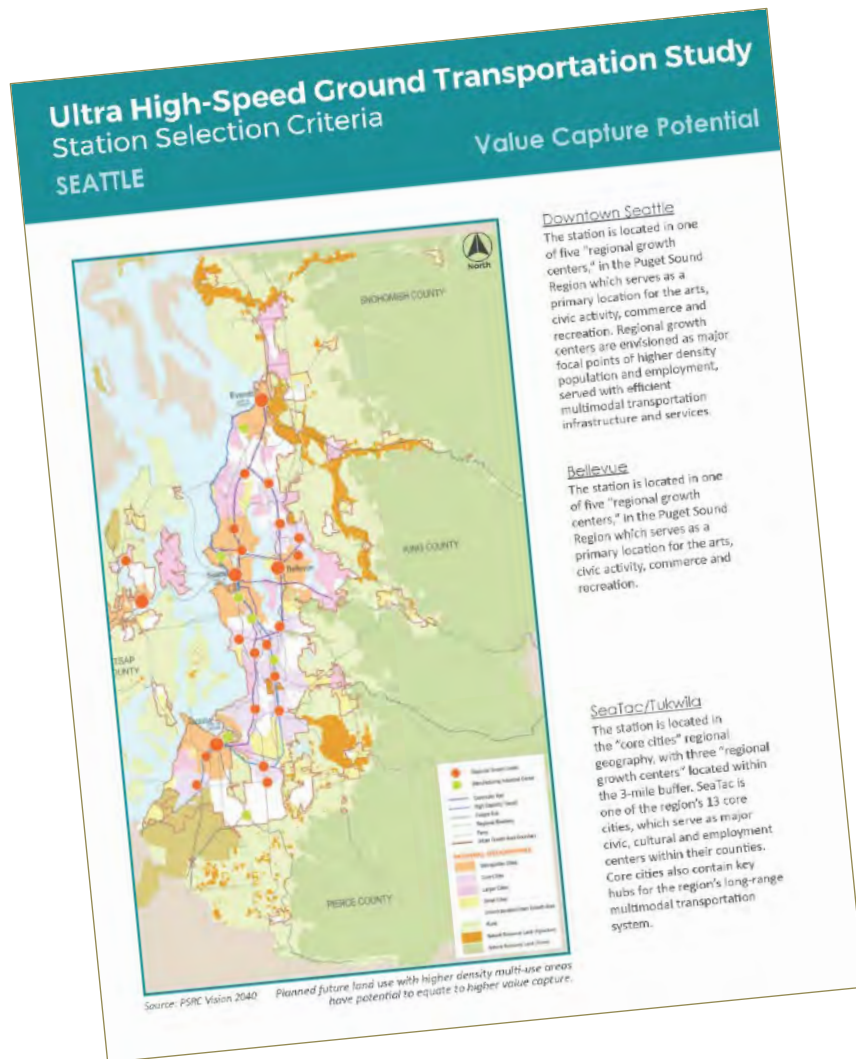 Ultra High-Speed Ground Transportation Study
Station Selection Criteria
SEATTLE
Value Capture Potential
North
SNOHOMISH COUNTY
Everett
KING COUNTY
Bellevue
COUNTY
PIERCE COUNTY
Downtown Seattle
The station is located in one
of five “regional growth
centers,” in the Puget Sound
Region which serves as a
primary location for the arts,
civic activity, commerce and
recreation. Regional growth
centers are envisioned as major
focal points of higher density
population and employment,
served with efficient
multimodal transportation
infrastructure and services.
Bellevue
The station is located in one
of five “regional growth
centers,” in the Puget Sound
Region which serves as a
primary location for the arts,
civic activity, commerce and
recreation.
SeaTac/Tukwila
The station is located in
the “core cities” regional
geography, with three “regional
growth centers” located within
the 3-mile buffer. SeaTac is
one of the region’s 13 core
cities, which serve as major
civic, cultural and employment
centers within their counties.
Core cities also contain key
hubs for the region’s long-range
multimodal transportation
system.
Metropolitan Cities
Core Cities
Larger Cities
Small Cities
Rural
Source: PSRC Vision 2040
Planned future land use with higher density multi-use areas
have potential to equate to higher value capture.